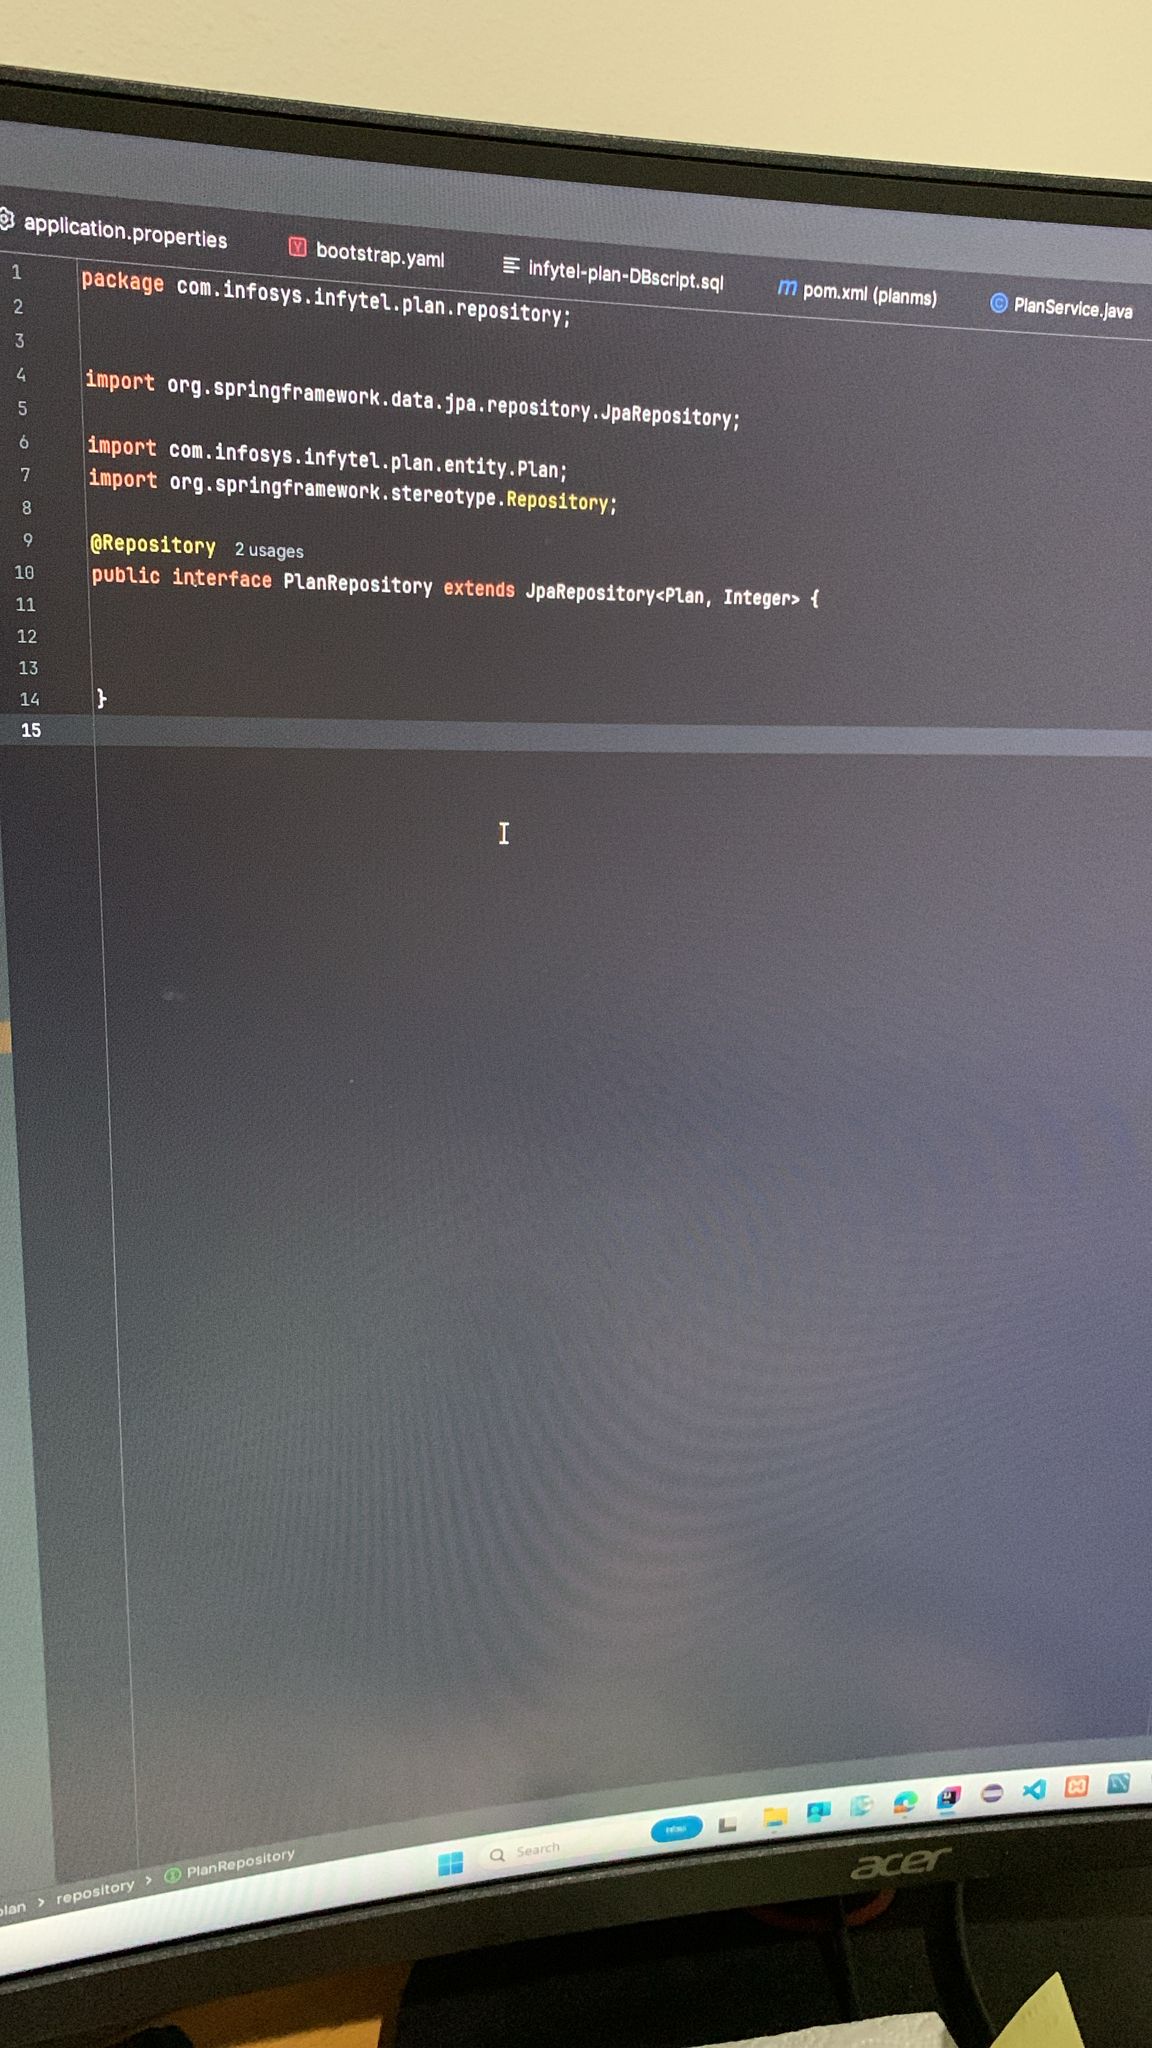 application.properties
bootstrap.yaml
infytel-plan-DBscript.sql
pom.xml (planms)
PlanService.java
1 package com.infosys.infytel.plan.repository;
2
3
4 import org.springframework.data.jpa.repository.JpaRepository;
5
6 import com.infosys.infytel.plan.entity.Plan;
7 import org.springframework.stereotype.Repository;
8
9 @Repository 2 usages
10 public interface PlanRepository extends JpaRepository<Plan, Integer> {
11
12
13
14 }
15
plan > repository > PlanRepository
Search
acer